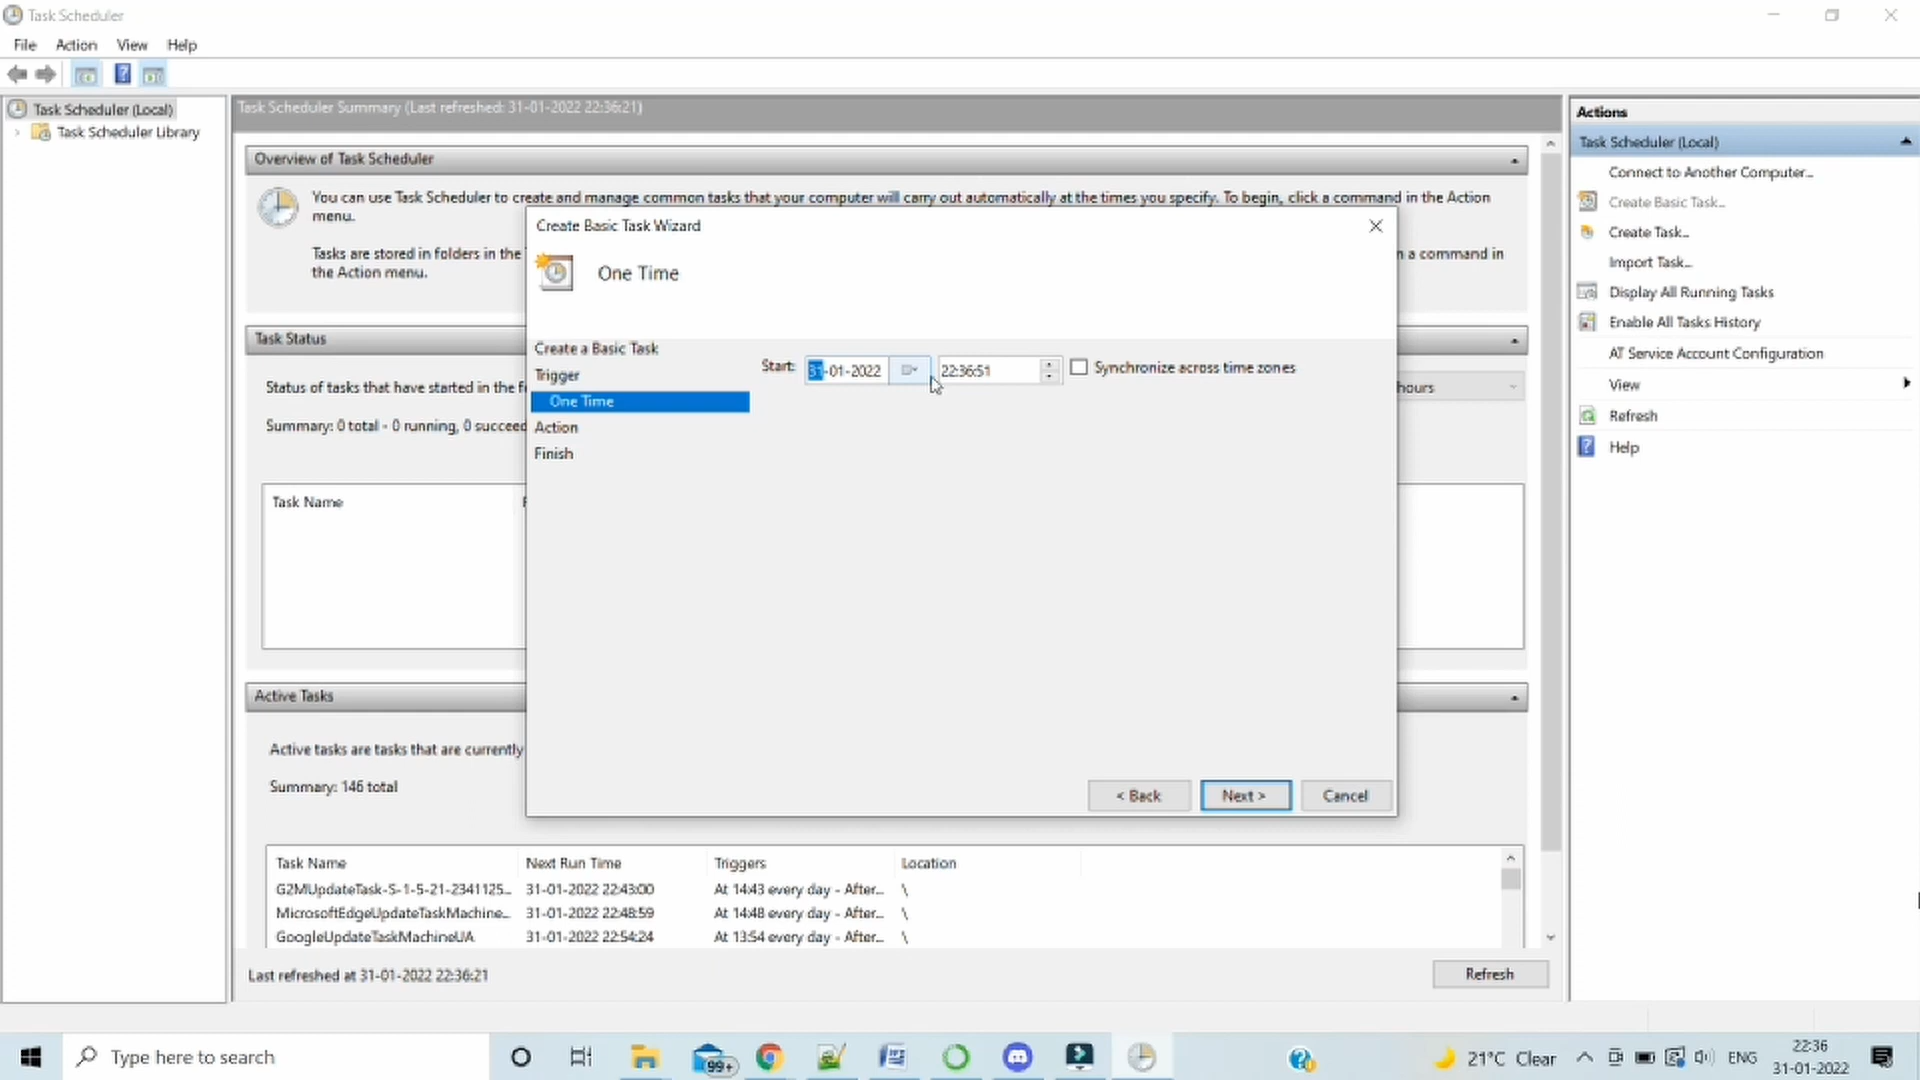 Task Scheduler
File Action View Help
Task Scheduler (Local)
Task Scheduler Library
Task Scheduler Summary (Last refreshed: 31-01-2022 22:36:21)
Overview of Task Scheduler
You can use Task Scheduler to create and manage common tasks that your computer will carry out automatically at the times you specify. To begin, click a command in the Action
menu.
Tasks are stored in folders in the
n a command in
the Action menu.
Task Status
Status of tasks that have started in the f
hours
Summary: 0 total - 0 running, 0 succeed
Task Name
Active Tasks
Active tasks are tasks that are currently
Summary: 146 total
Task Name Next Run Time Triggers Location
G2MUpdateTask-S-1-5-21-2341125... 31-01-2022 22:43:00 At 14:43 every day - After... \
MicrosoftEdgeUpdateTaskMachine... 31-01-2022 22:48:59 At 14:48 every day - After... \
GoogleUpdateTaskMachineUA 31-01-2022 22:54:24 At 13:54 every day - After... \
Last refreshed at 31-01-2022 22:36:21
Refresh
Create Basic Task Wizard
One Time
Create a Basic Task
Trigger
One Time
Action
Finish
Start: 31-01-2022 22:36:51 Synchronize across time zones
< Back Next > Cancel
Actions
Task Scheduler (Local)
Connect to Another Computer...
Create Basic Task...
Create Task...
Import Task...
Display All Running Tasks
Enable All Tasks History
AT Service Account Configuration
View
Refresh
Help
Type here to search
99+
21°C Clear
ENG
22:36
31-01-2022